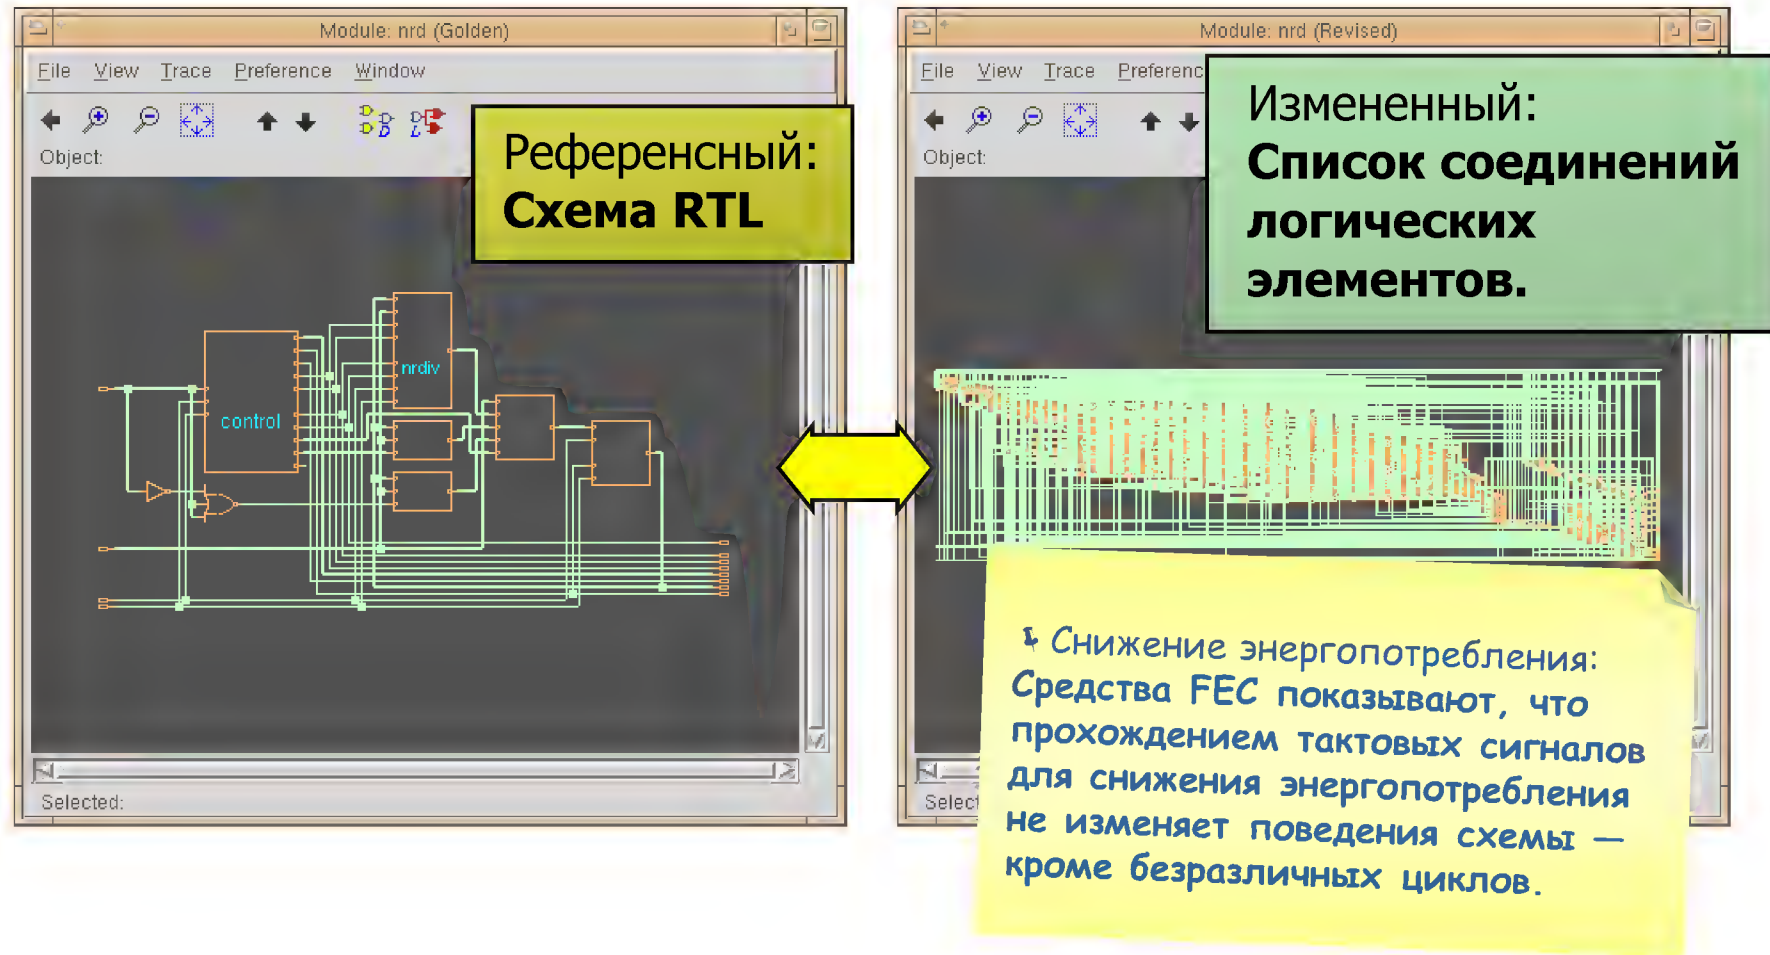 Module: nrd (Golden)
File View Trace Preference Window
Object:
Референсный:
Схема RTL
control
nrdiv
Selected:
Module: nrd (Revised)
File View Trace Preferenc
Object:
Измененный:
Список соединений
логических
элементов.
Selec
Снижение энергопотребления:
Средства FEC показывают, что
прохождением тактовых сигналов
для снижения энергопотребления
не изменяет поведения схемы —
кроме безразличных циклов.